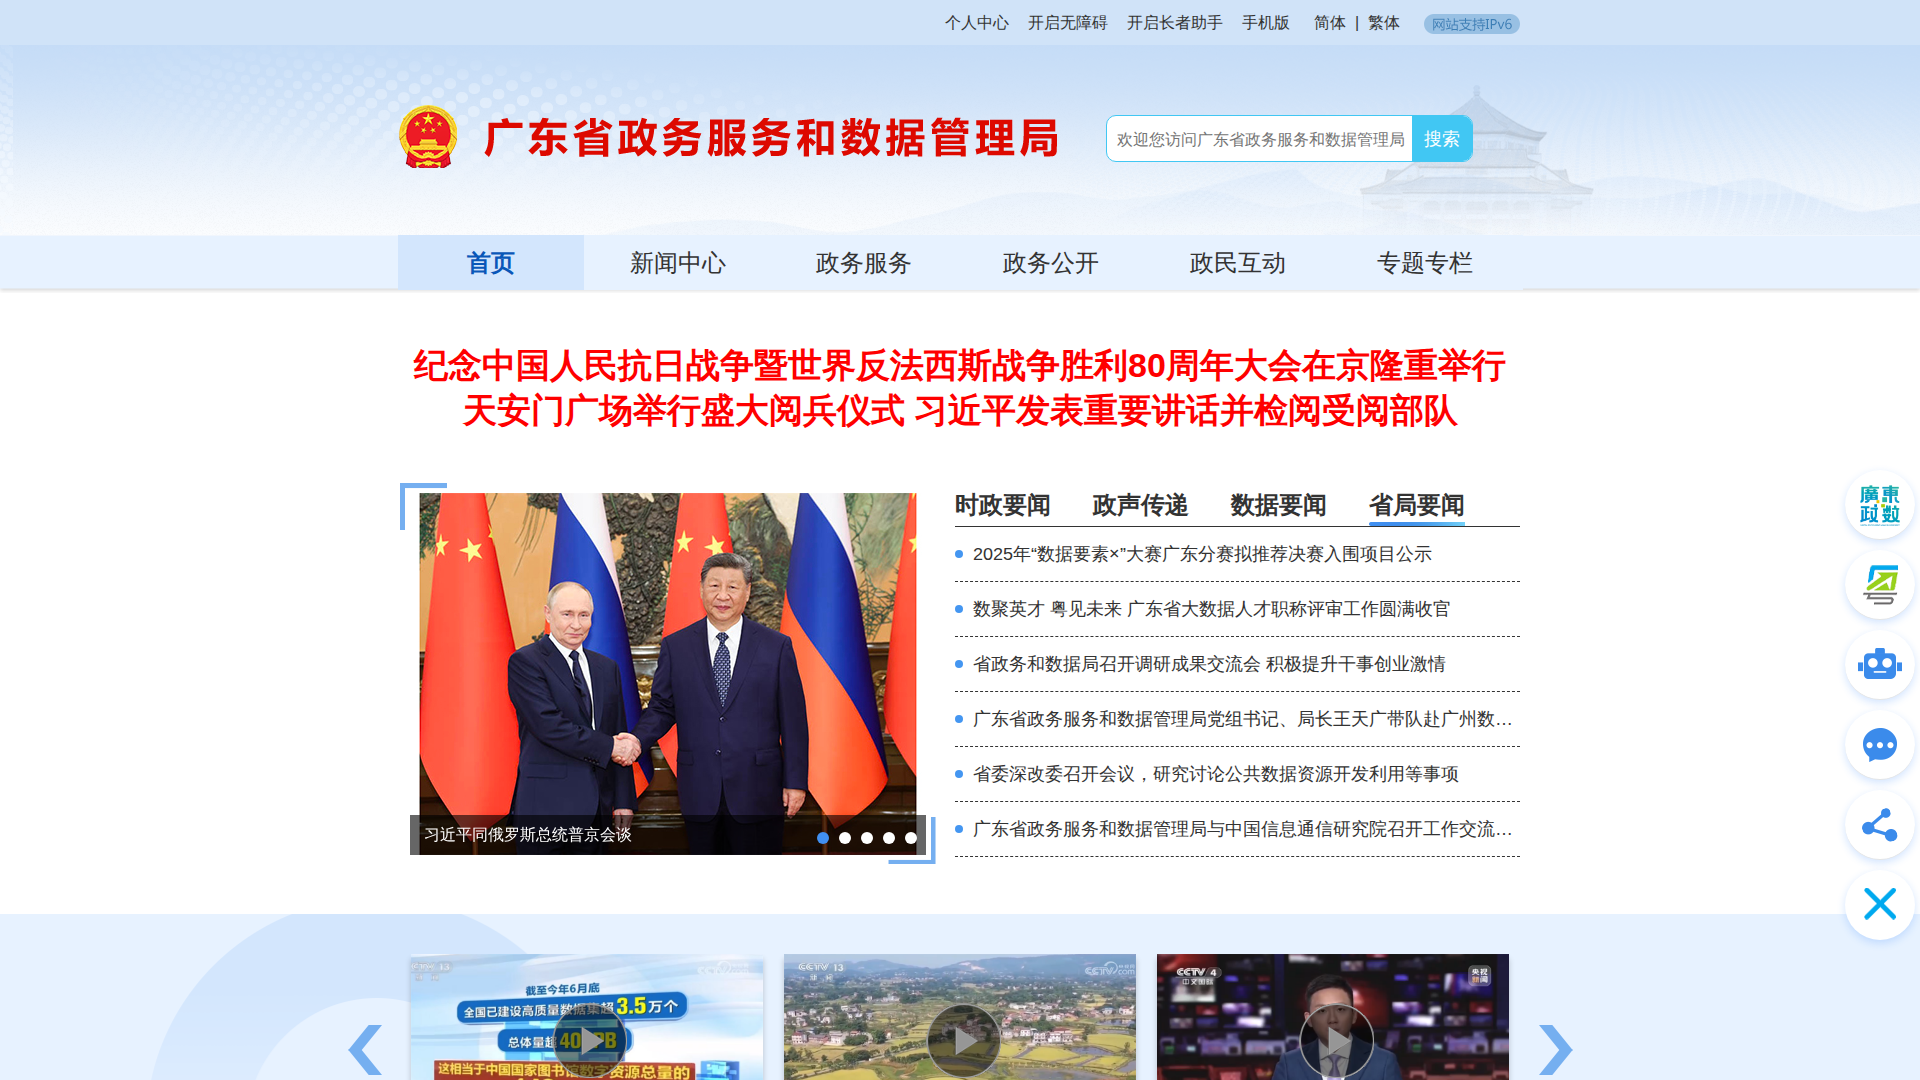 个人中心 开启无障碍 开启长者助手 手机版 简体 | 繁体 网站支持IPv6
广东省政务服务和数据管理局
欢迎您访问广东省政务服务和数据管理局 搜索
首页 新闻中心 政务服务 政务公开 政民互动 专题专栏
纪念中国人民抗日战争暨世界反法西斯战争胜利80周年大会在京隆重举行
天安门广场举行盛大阅兵仪式 习近平发表重要讲话并检阅受阅部队
时政要闻 政声传递 数据要闻 省局要闻
2025年“数据要素×”大赛广东分赛拟推荐决赛入围项目公示
数聚英才 粤见未来 广东省大数据人才职称评审工作圆满收官
省政务和数据局召开调研成果交流会 积极提升干事创业激情
广东省政务服务和数据管理局党组书记、局长王天广带队赴广州数…
省委深改委召开会议，研究讨论公共数据资源开发利用等事项
广东省政务服务和数据管理局与中国信息通信研究院召开工作交流…
习近平同俄罗斯总统普京会谈
廣東
政数
CCTV 13
截至今年6月底
全国已建设高质量数据集超3.5万个
总体量超400PB
这相当于中国国家图书馆数字资源总量的
CCTV 13
新闻
CCTV.com
CCTV 4
中文国际
央视
新闻